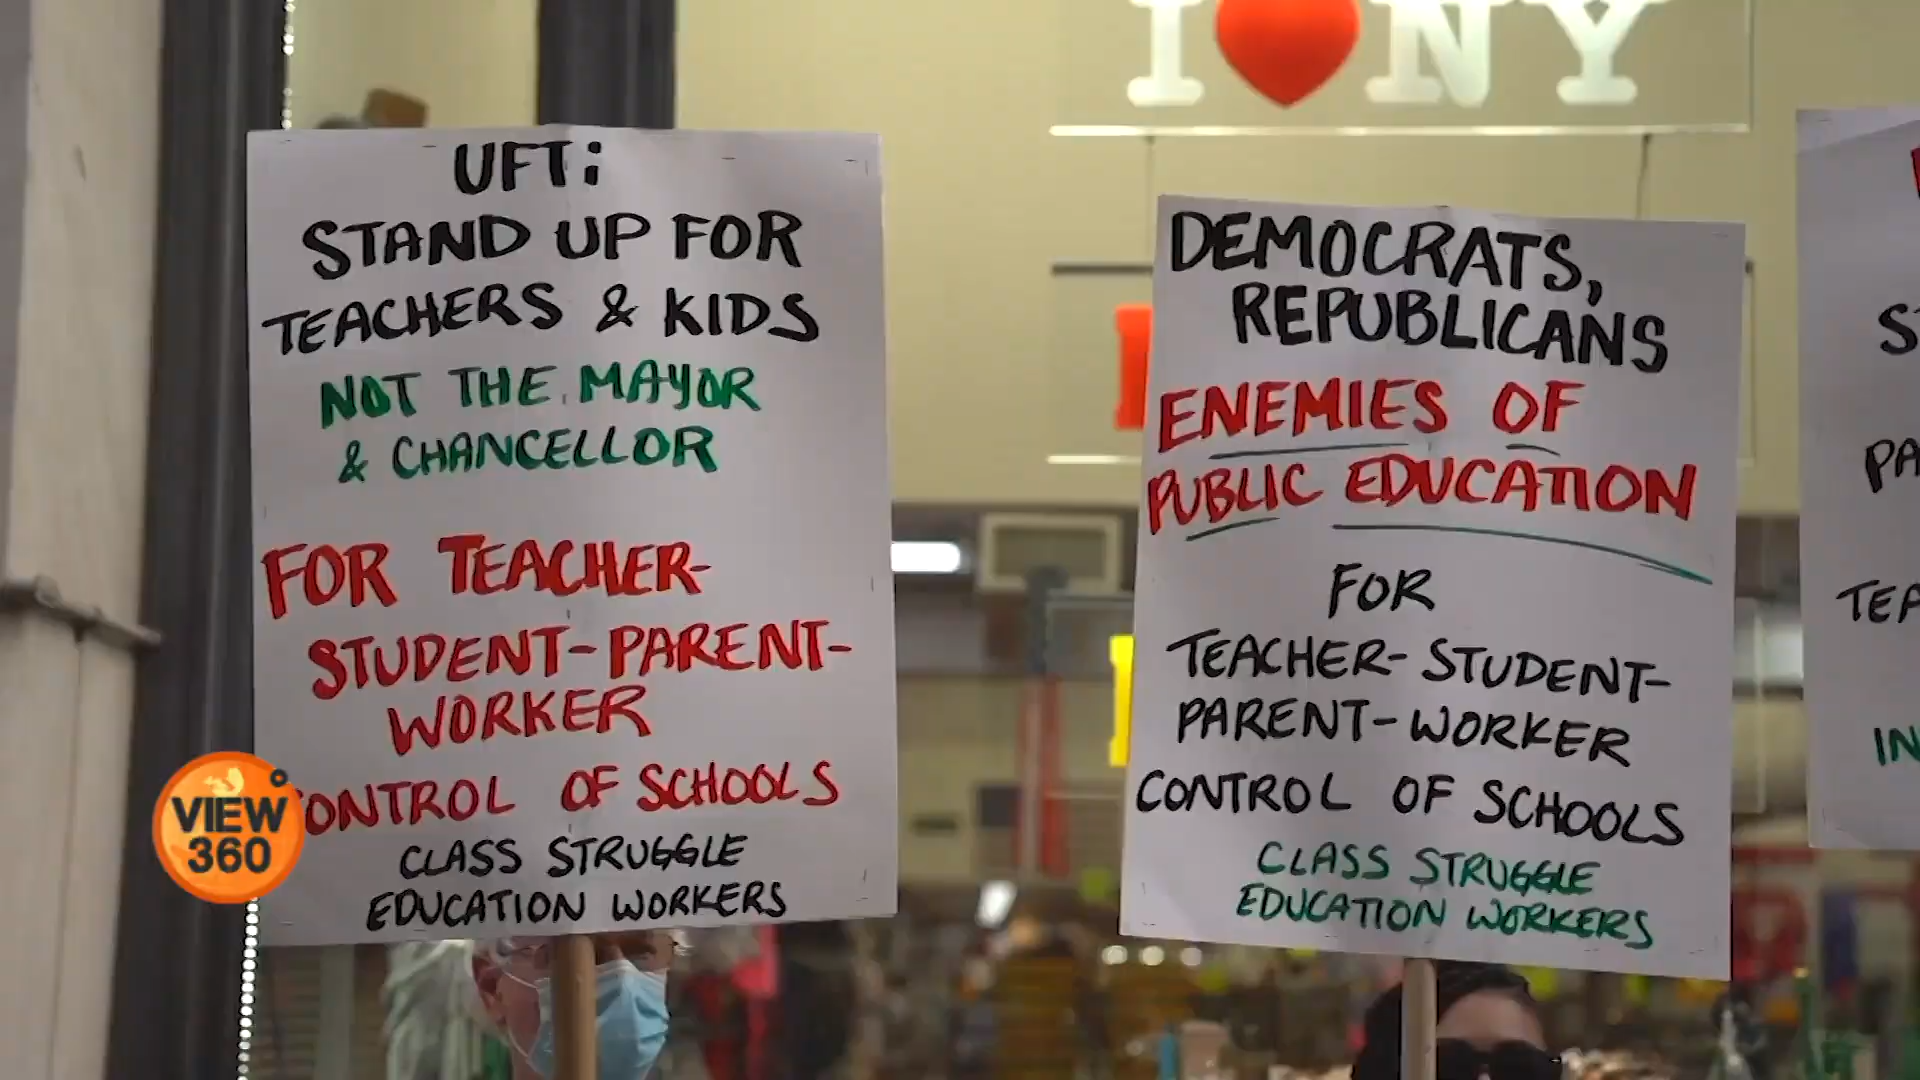 I ❤ NY
UFT:
STAND UP FOR
TEACHERS & KIDS
NOT THE MAYOR
& CHANCELLOR
FOR TEACHER-
STUDENT-PARENT-
WORKER
CONTROL OF SCHOOLS
CLASS STRUGGLE
EDUCATION WORKERS
DEMOCRATS,
REPUBLICANS
ENEMIES OF
PUBLIC EDUCATION
FOR
TEACHER-STUDENT-
PARENT-WORKER
CONTROL OF SCHOOLS
CLASS STRUGGLE
EDUCATION WORKERS
VIEW°
360